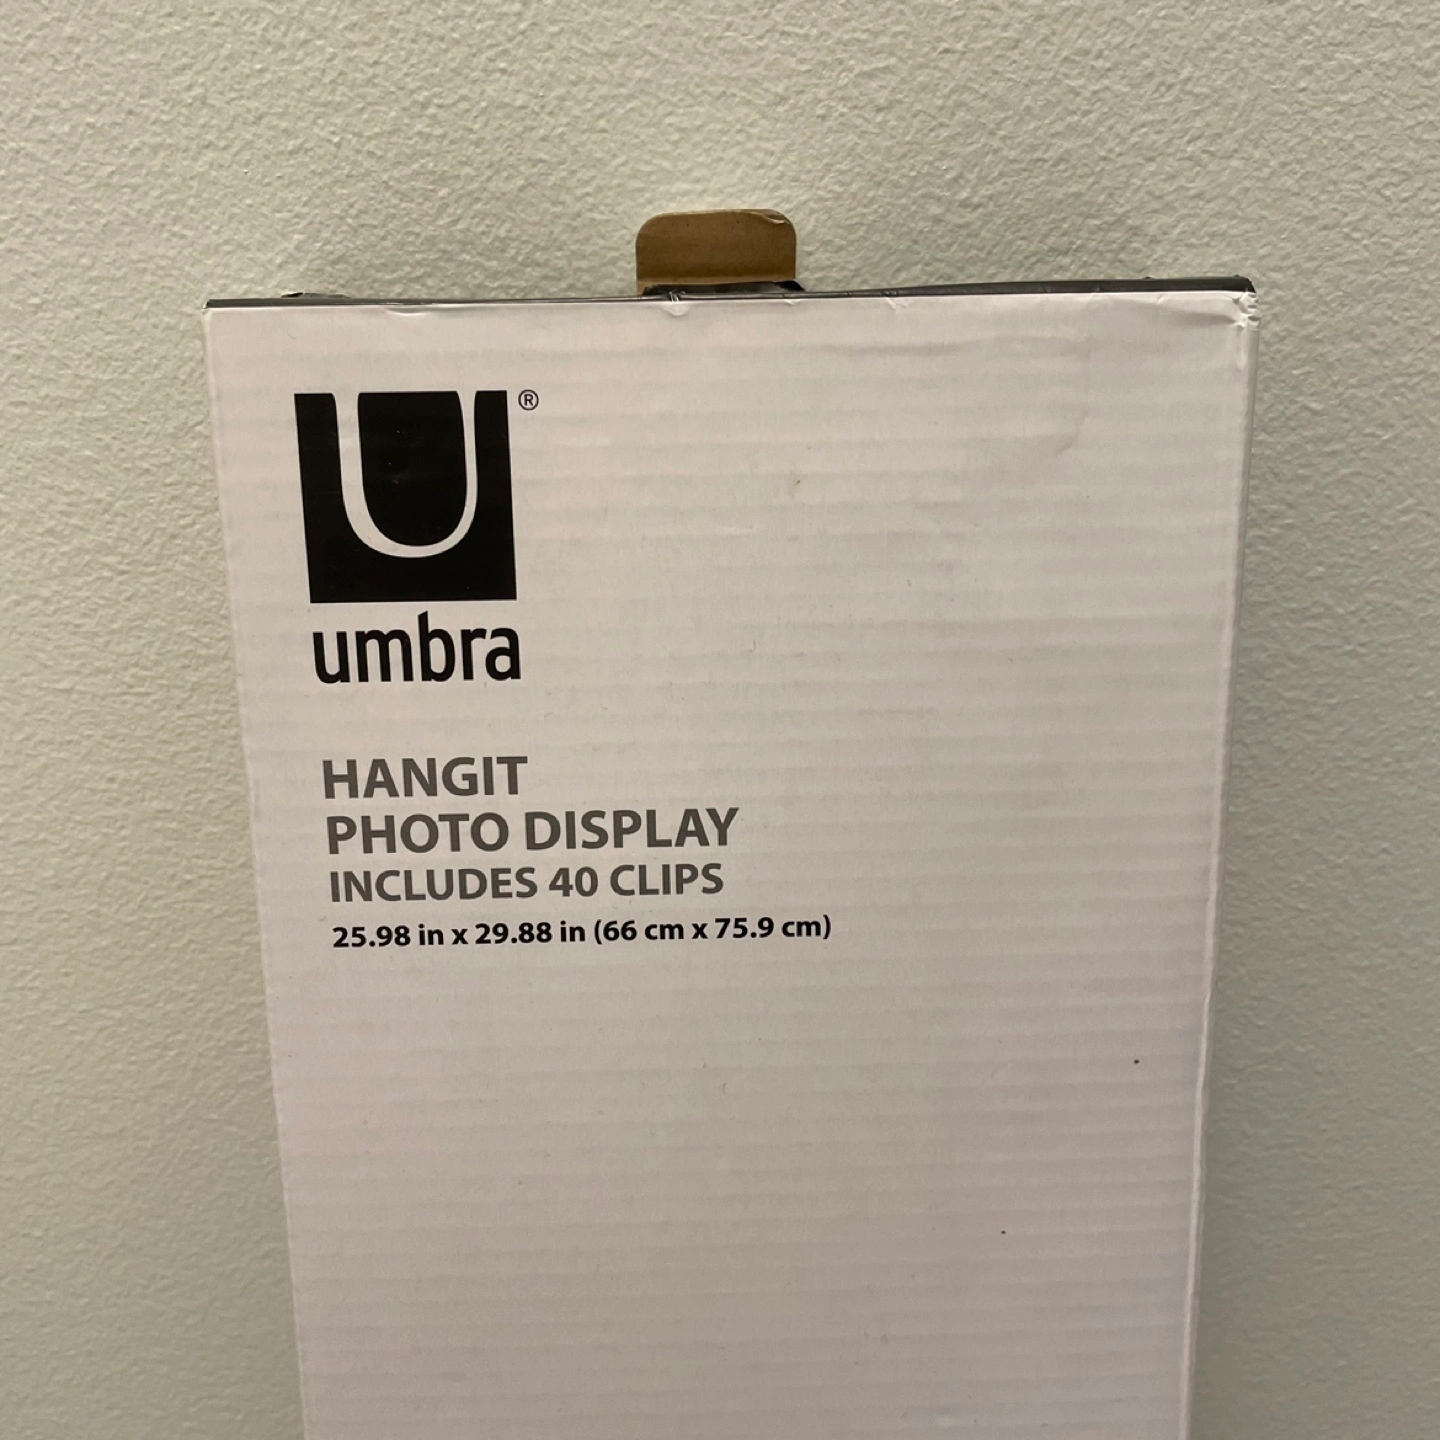 U®
umbra
HANGIT
PHOTO DISPLAY
INCLUDES 40 CLIPS
25.98 in x 29.88 in (66 cm x 75.9 cm)